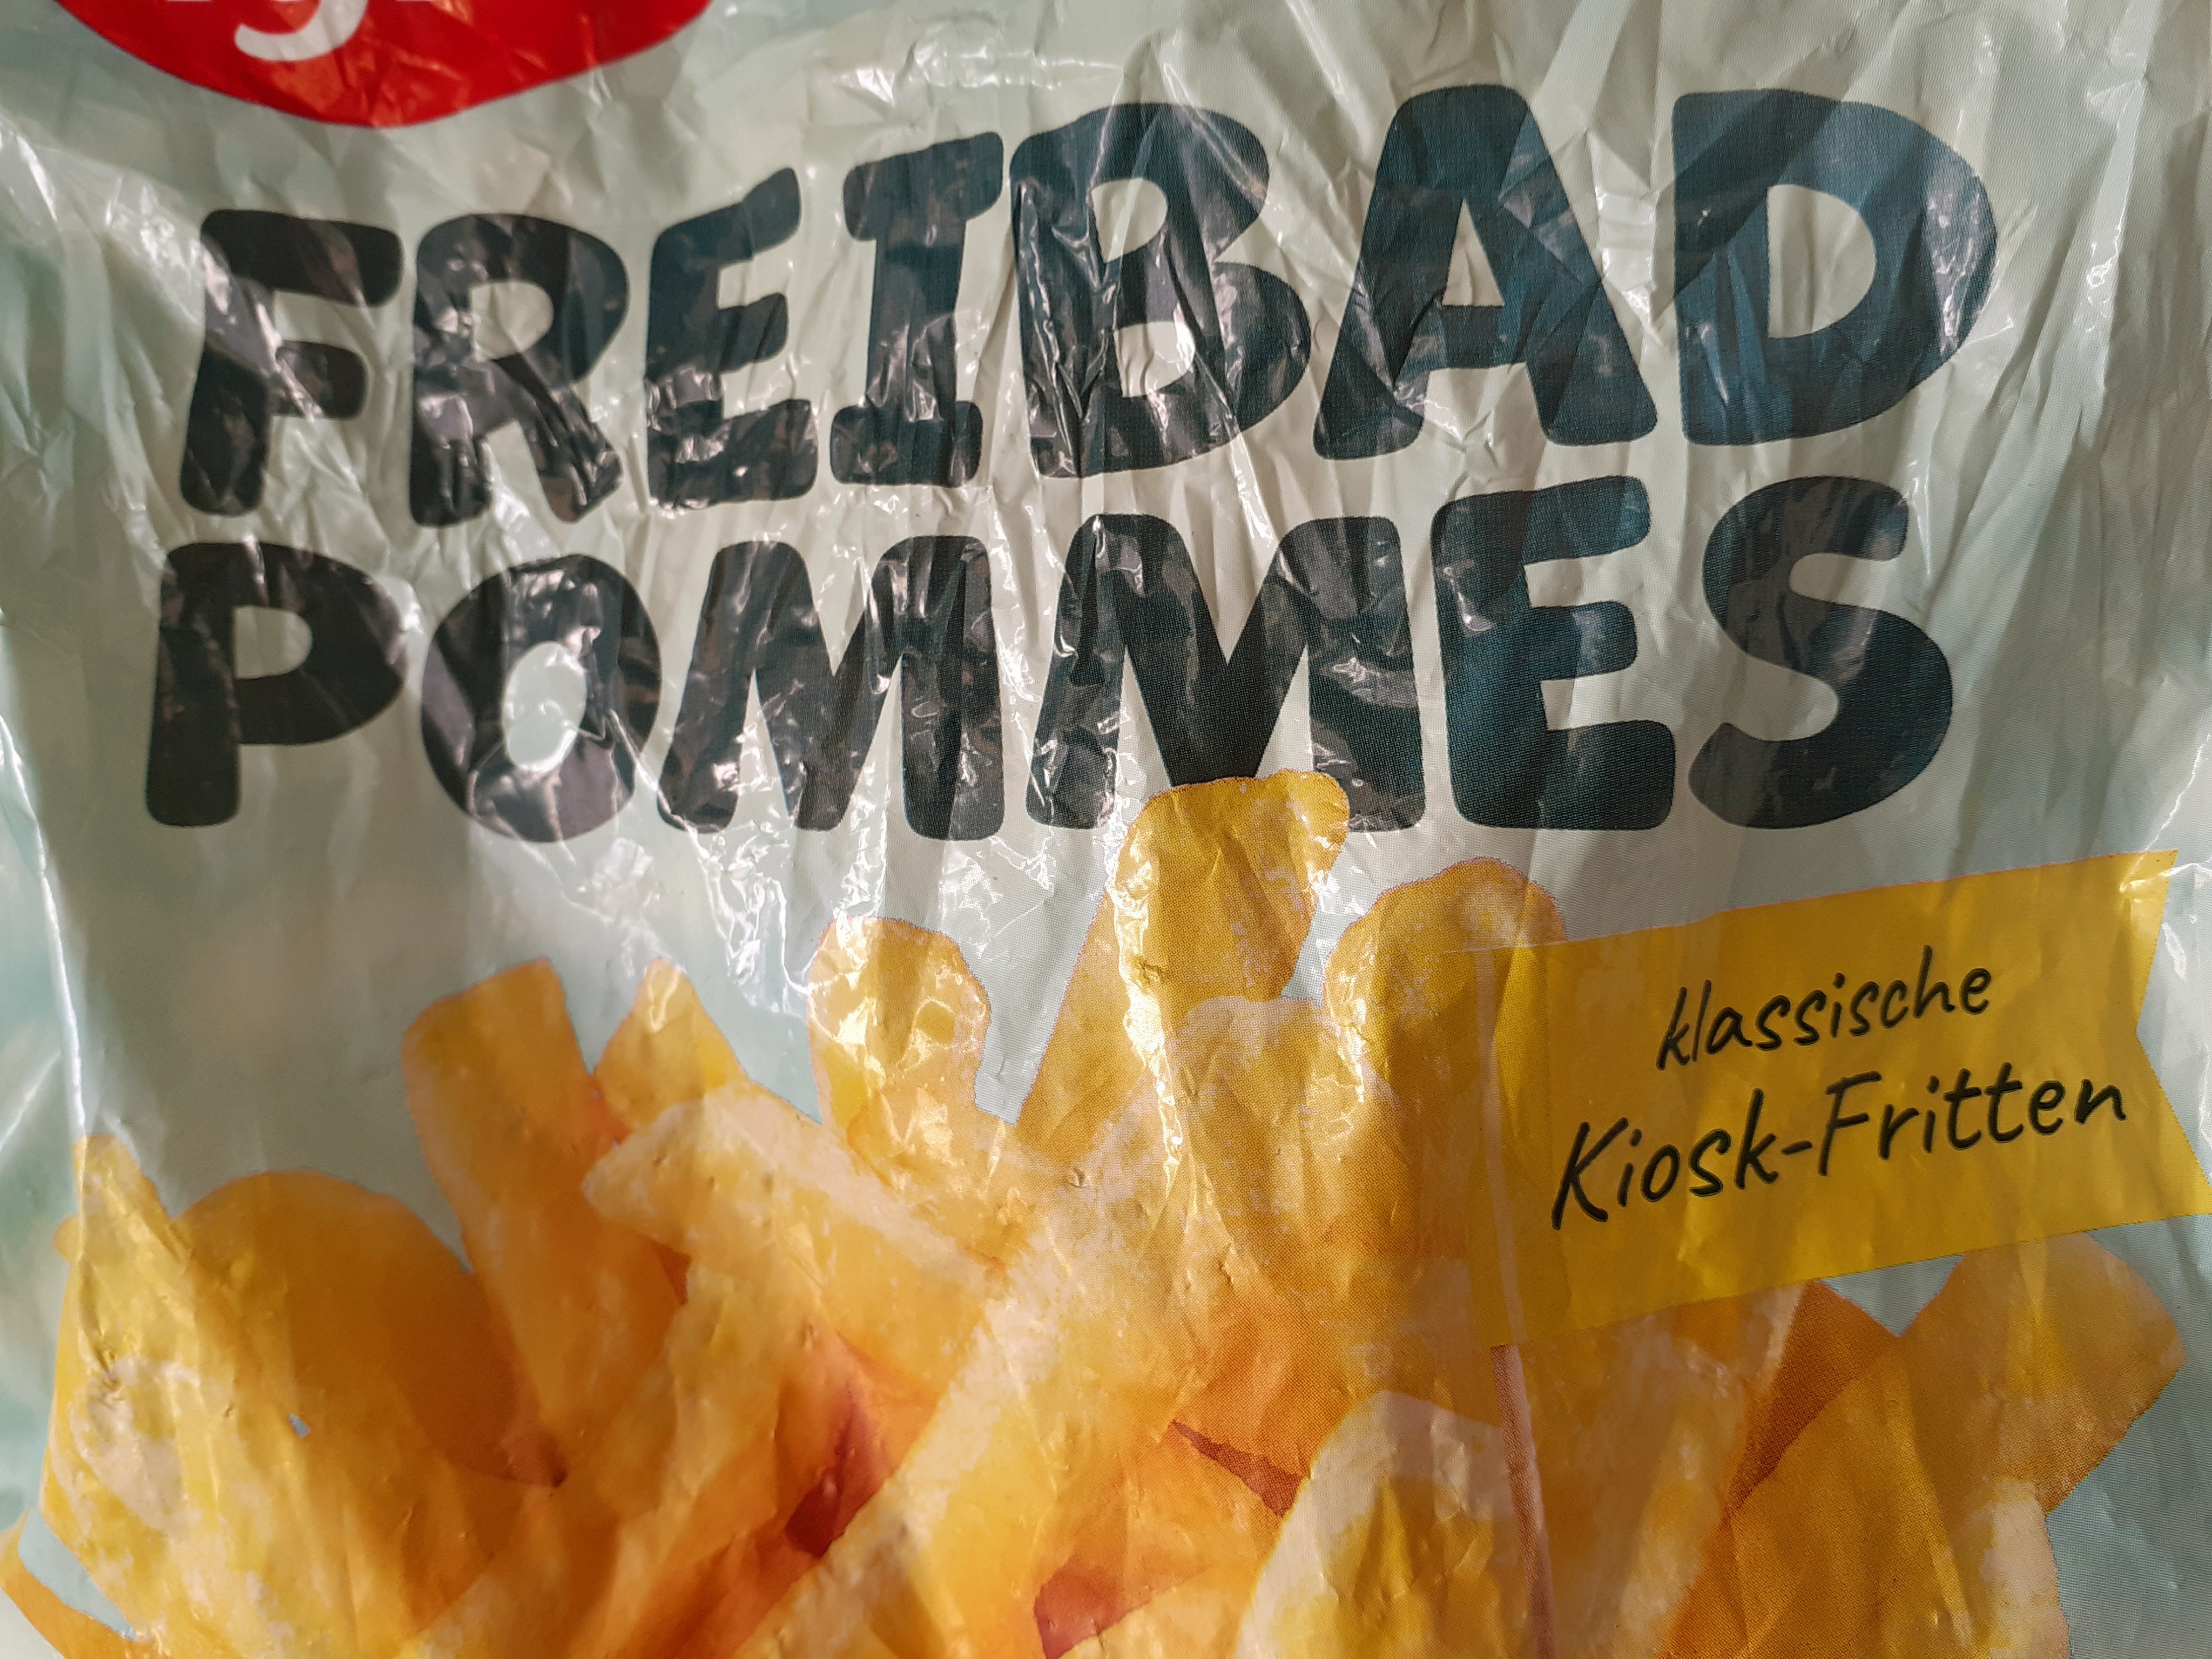 FREIBAD
POMMES
klassische
Kiosk-Fritten